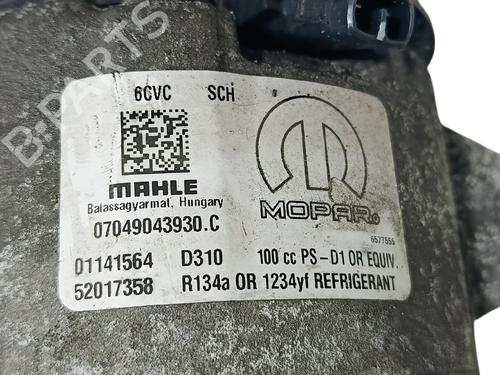 B-PARTS
6CVC SCH
MAHLE
Balassagyarmat, Hungary
07049043930.C
MOPAR®
6577555
01141564 D310 100 cc PS-D1 OR EQUIV.
52017358 R134a OR 1234yf REFRIGERANT